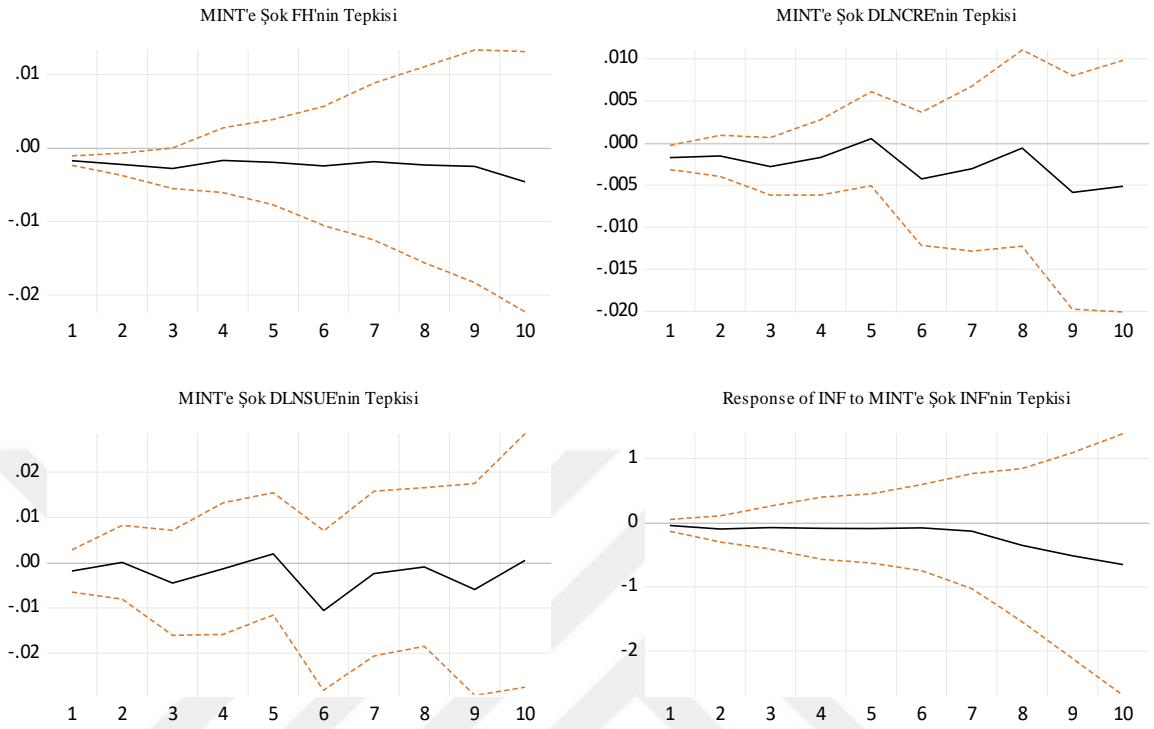 MINT'e Şok FH'nin Tepkisi
.01
.00
-.01
-.02
1 2 3 4 5 6 7 8 9 10
MINT'e Şok DLNCRE'nin Tepkisi
.010
.005
.000
-.005
-.010
-.015
-.020
1 2 3 4 5 6 7 8 9 10
MINT'e Şok DLNSUE'nin Tepkisi
.02
.01
.00
-.01
-.02
1 2 3 4 5 6 7 8 9 10
Response of INF to MINT'e Şok INF'nin Tepkisi
1
0
-1
-2
1 2 3 4 5 6 7 8 9 10